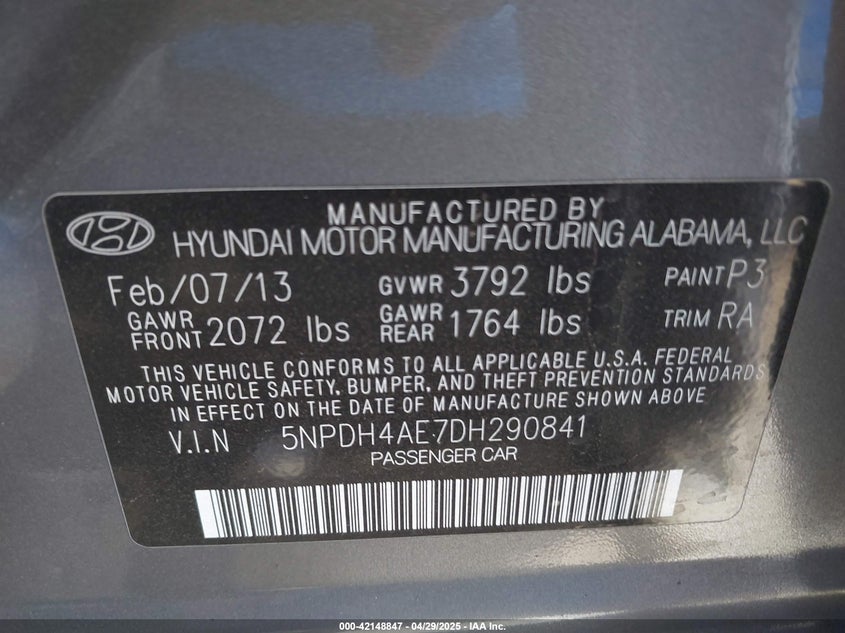 MANUFACTURED BY
HYUNDAI MOTOR MANUFACTURING ALABAMA, LLC
Feb/07/13 GVWR 3792 lbs PAINT P3
GAWR FRONT 2072 lbs GAWR REAR 1764 lbs TRIM RA
THIS VEHICLE CONFORMS TO ALL APPLICABLE U.S.A. FEDERAL
MOTOR VEHICLE SAFETY, BUMPER, AND THEFT PREVENTION STANDARDS
IN EFFECT ON THE DATE OF MANUFACTURE SHOWN ABOVE.
V.I.N 5NPDH4AE7DH290841
PASSENGER CAR
000-42148847 - 04/29/2025 - IAA Inc.